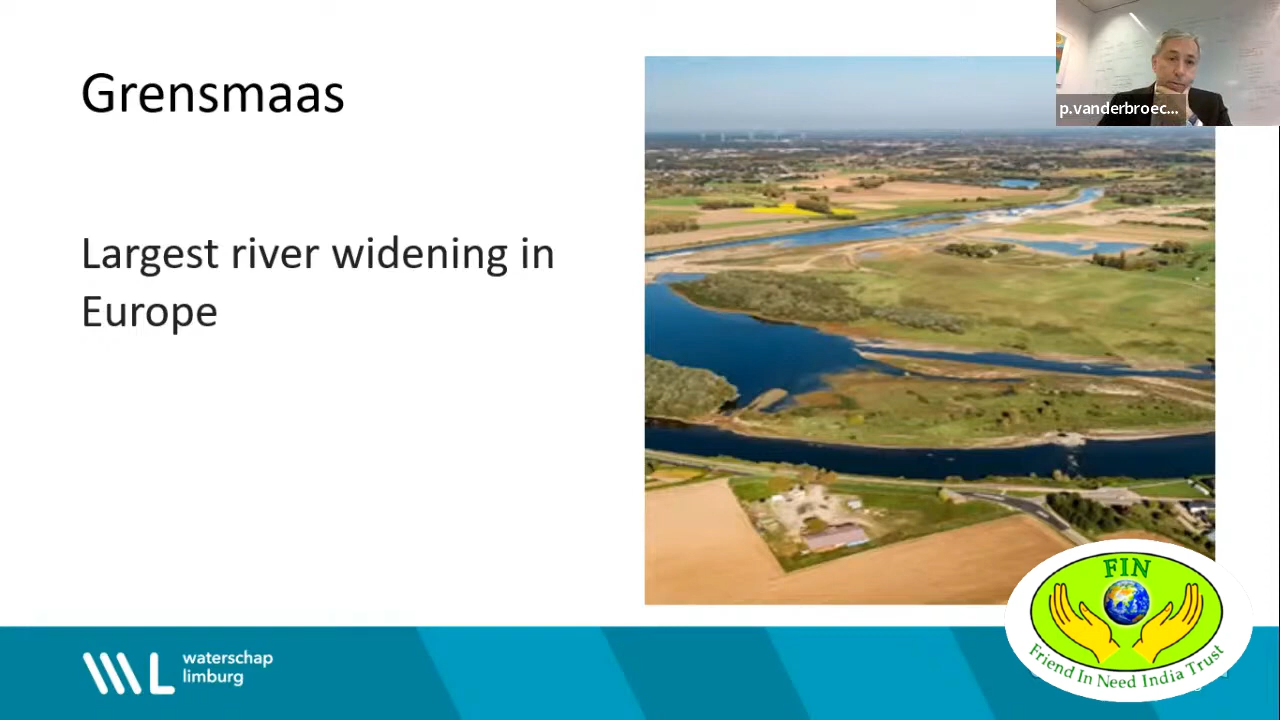 Grensmaas
p.vanderbroec...
Largest river widening in
Europe
waterschap
limburg
FIN
Friend In Need India Trust